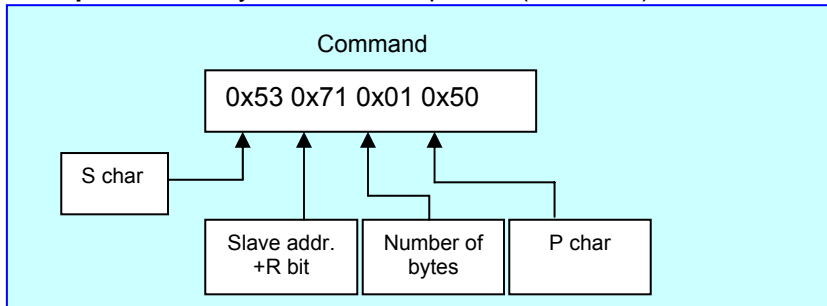 Command
0x53 0x71 0x01 0x50
S char
Slave addr.
+R bit
Number of
bytes
P char